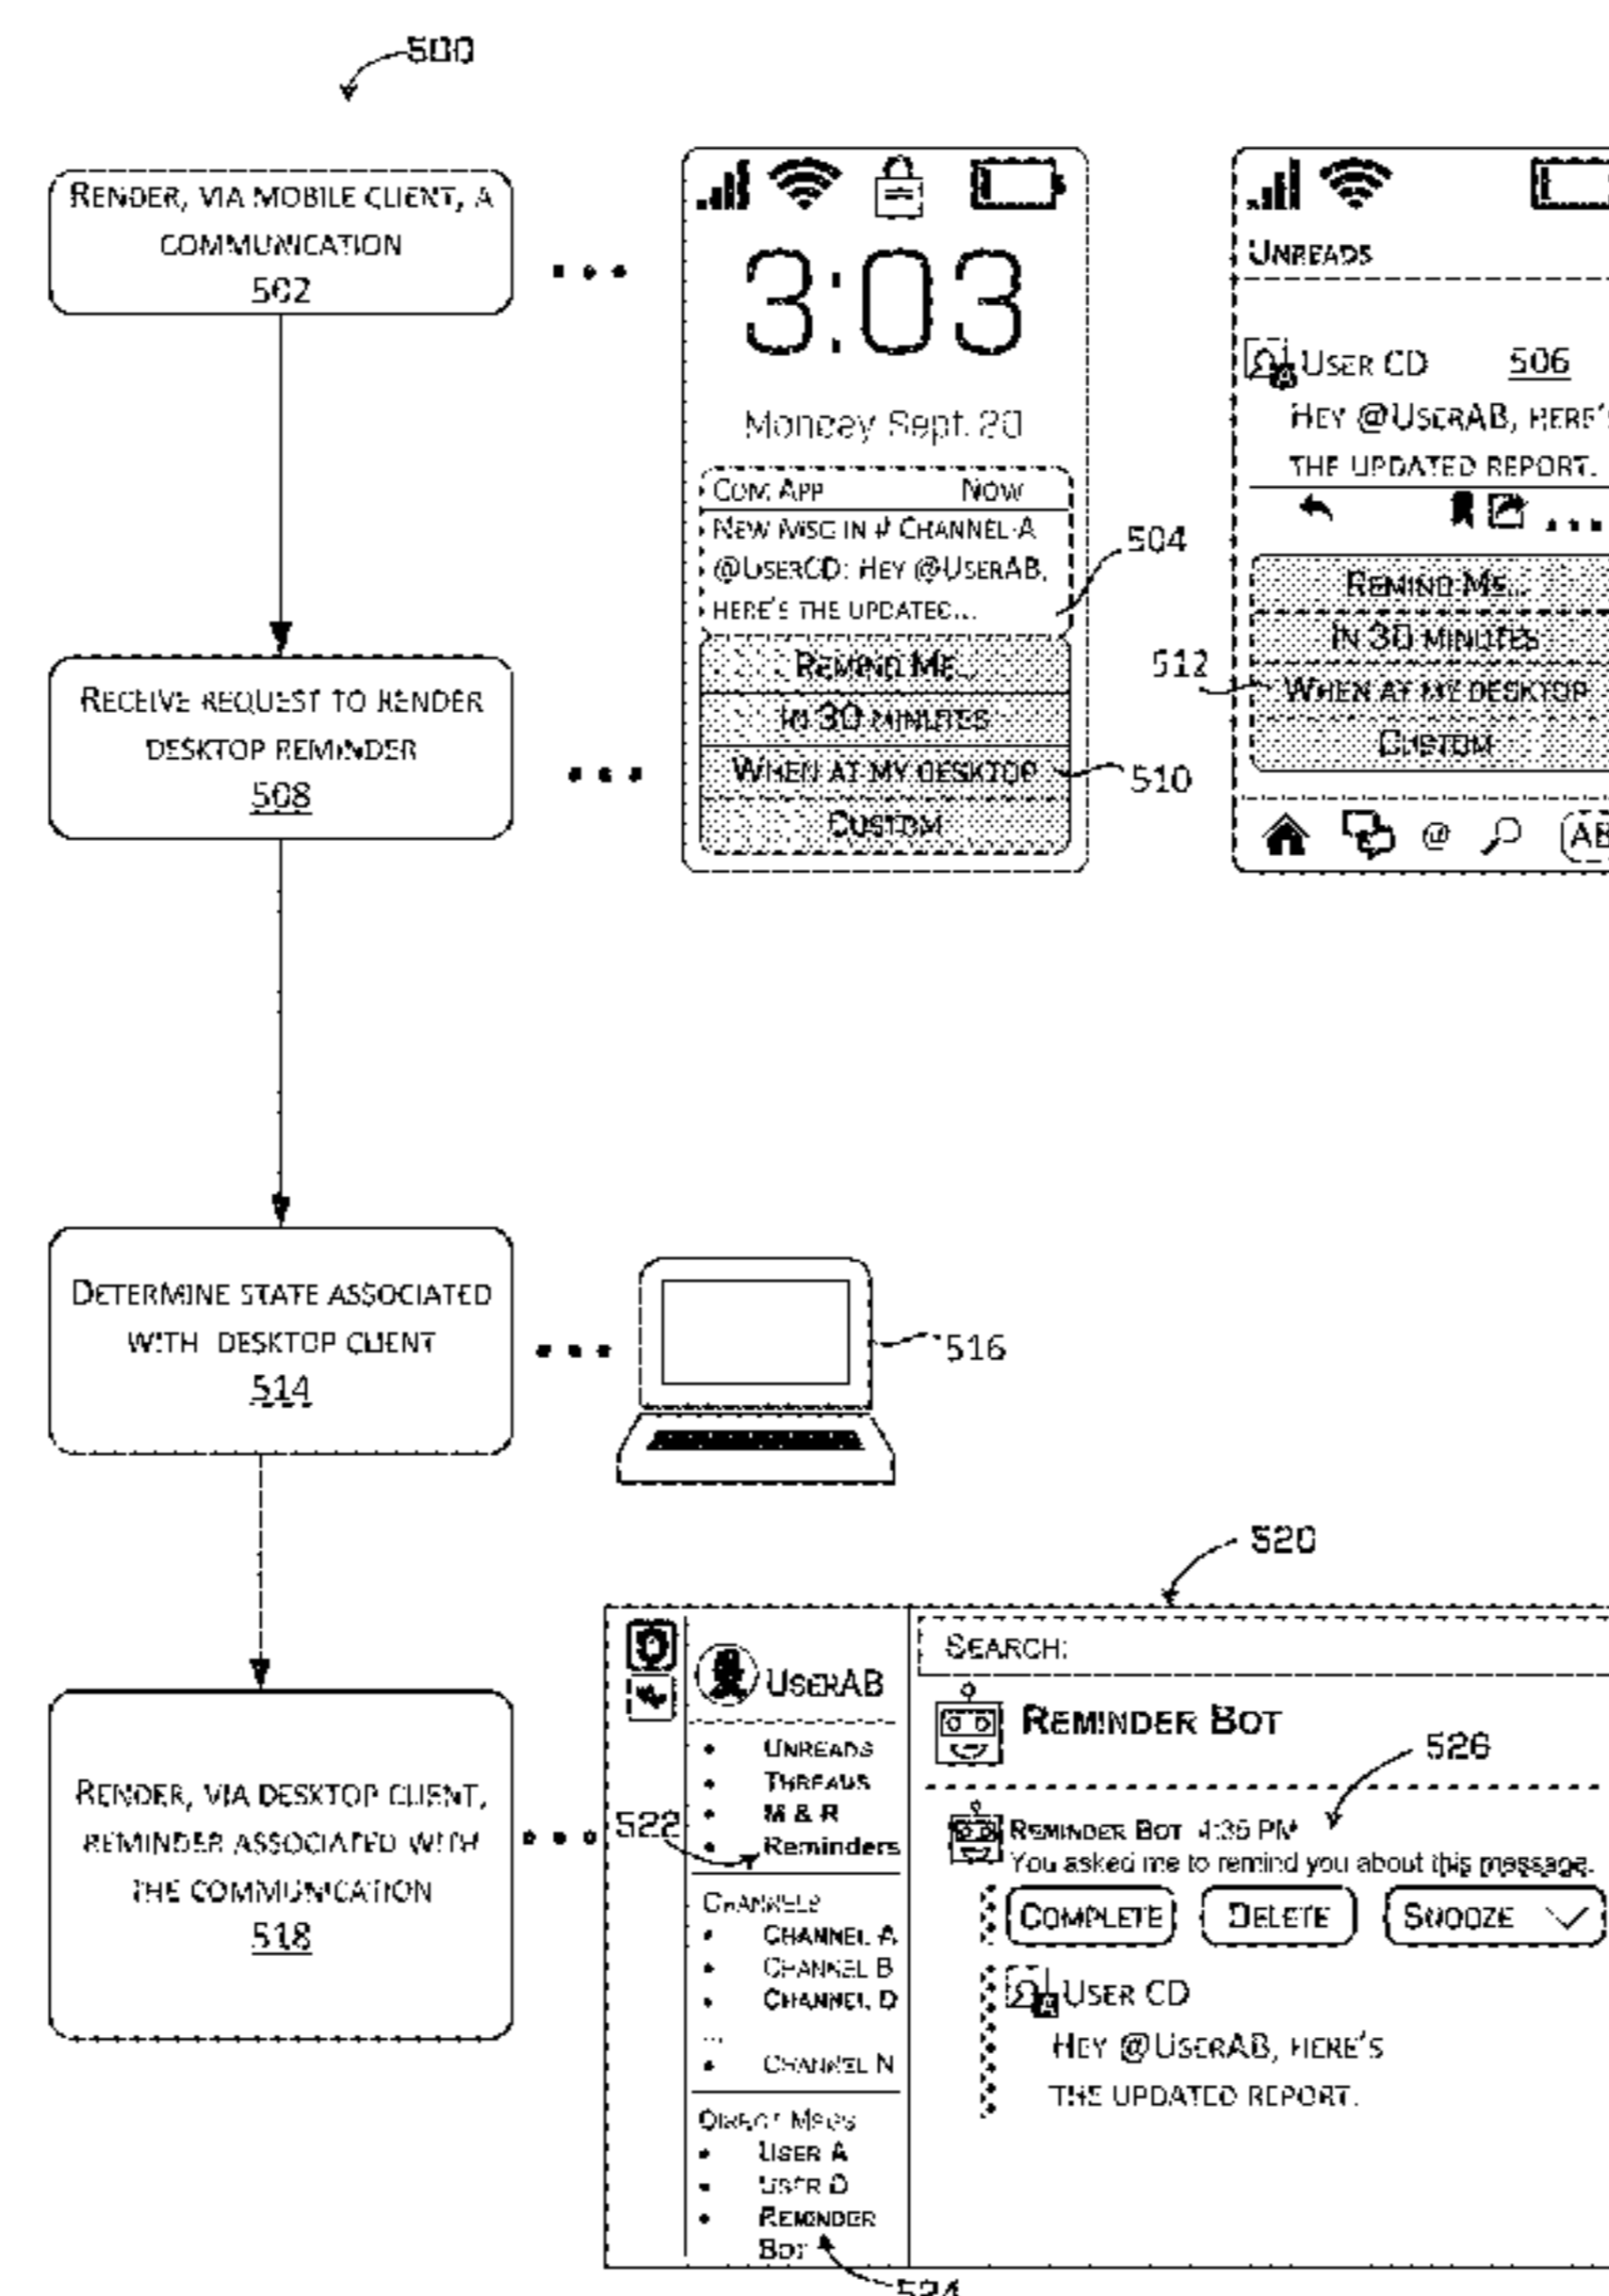 500
RENDER, VIA MOBILE CLIENT, A
COMMUNICATION
502
3:03
Monday Sept. 20
COM. APP NOW
NEW MSG IN # CHANNEL-A
@USERCD: HEY @USERAB,
HERE'S THE UPDATED...
504
REMIND ME...
IN 30 MINUTES
WHEN AT MY DESKTOP
CUSTOM
510
UNREADS
USER CD 506
HEY @USERAB, HERE'S
THE UPDATED REPORT.
REMIND ME...
IN 30 MINUTES
512
WHEN AT MY DESKTOP
CUSTOM
@
RECEIVE REQUEST TO RENDER
DESKTOP REMINDER
508
DETERMINE STATE ASSOCIATED
WITH DESKTOP CLIENT
514
516
RENDER, VIA DESKTOP CLIENT,
REMINDER ASSOCIATED WITH
THE COMMUNICATION
518
520
USERAB
• UNREADS
• THREADS
• M & R
• Reminders
522
CHANNELS
• CHANNEL A
• CHANNEL B
• CHANNEL D
...
• CHANNEL N
DIRECT MSGS
• USER A
• USER D
• REMINDER
BOT
524
SEARCH:
REMINDER BOT
526
REMINDER BOT 4:36 PM
You asked me to remind you about this message.
COMPLETE DELETE SNOOZE
USER CD
HEY @USERAB, HERE'S
THE UPDATED REPORT.